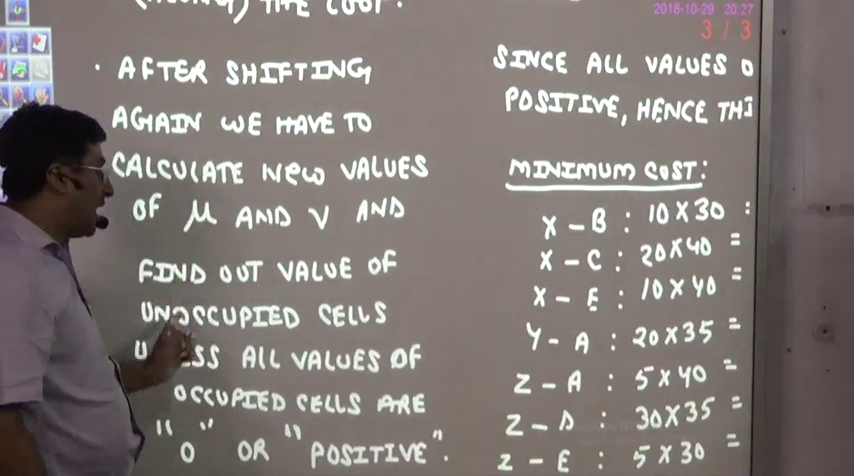 THE COST.
• AFTER SHIFTING
AGAIN WE HAVE TO
CALCULATE NEW VALUES
OF μ AND V AND
FIND OUT VALUE OF
UNOCCUPIED CELLS
ALL VALUES OF
OCCUPIED CELLS ARE
"0" OR "POSITIVE".
2018-10-29 20:27
3/3
SINCE ALL VALUES
POSITIVE, HENCE
MINIMUM COST:
X - B : 10 X 30 :
X - C : 20 X 40 =
X - E : 10 X 40 =
Y - A : 20 X 35 =
Z - A : 5 X 40 =
Z - D : 30 X 35 =
Z - E : 5 X 30 =